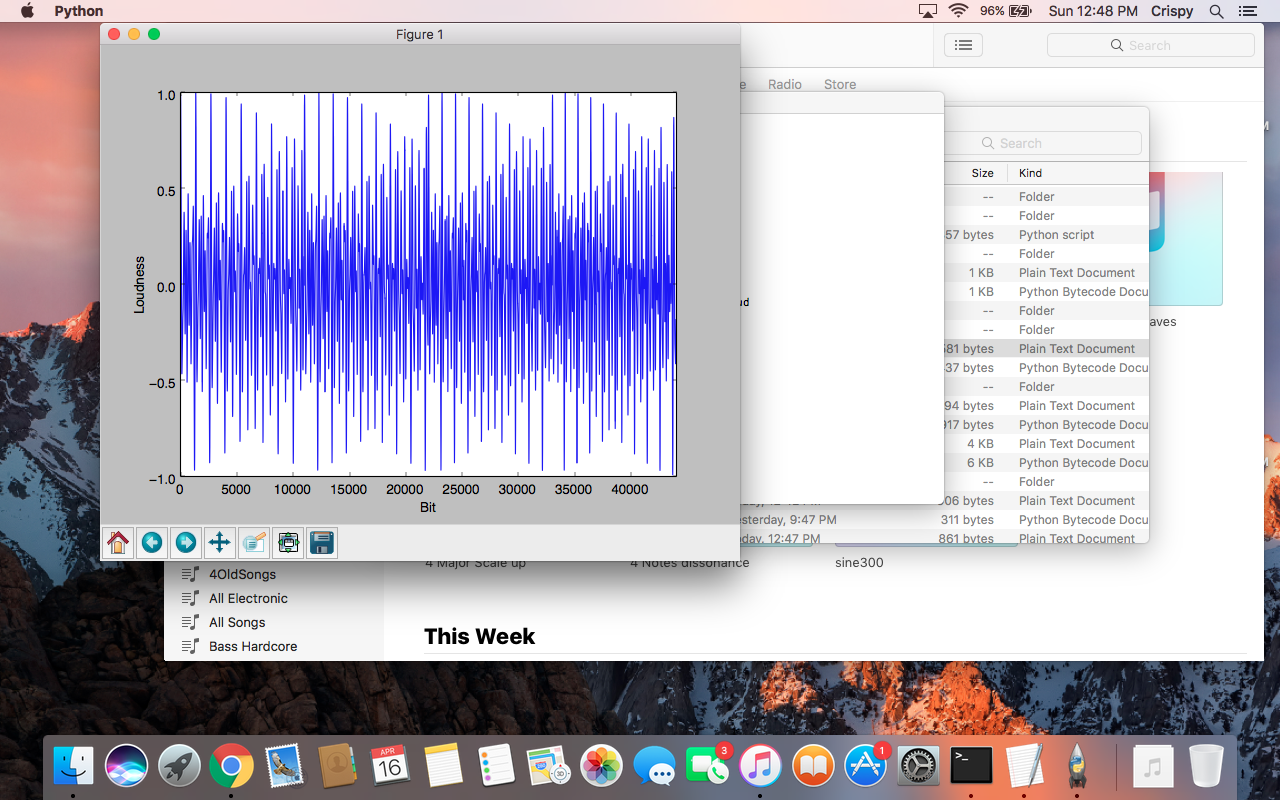 Python
96%
Sun 12:48 PM
Crispy
Figure 1
1.0
0.5
0.0
−0.5
−1.0
Loudness
0 5000 10000 15000 20000 25000 30000 35000 40000
Bit
Search
Radio
Store
Search
Size Kind
-- Folder
-- Folder
57 bytes Python script
-- Folder
1 KB Plain Text Document
1 KB Python Bytecode Docu
-- Folder
-- Folder
581 bytes Plain Text Document
37 bytes Python Bytecode Docu
-- Folder
94 bytes Plain Text Document
917 bytes Python Bytecode Docu
4 KB Plain Text Document
6 KB Python Bytecode Docu
-- Folder
06 bytes Plain Text Document
esterday, 9:47 PM 311 bytes Python Bytecode Docu
oday, 12:47 PM 861 bytes Plain Text Document
ud
aves
4 Major Scale up
4 Notes dissonance
sine300
4OldSongs
All Electronic
All Songs
Bass Hardcore
This Week
APR
16
3D
3
1